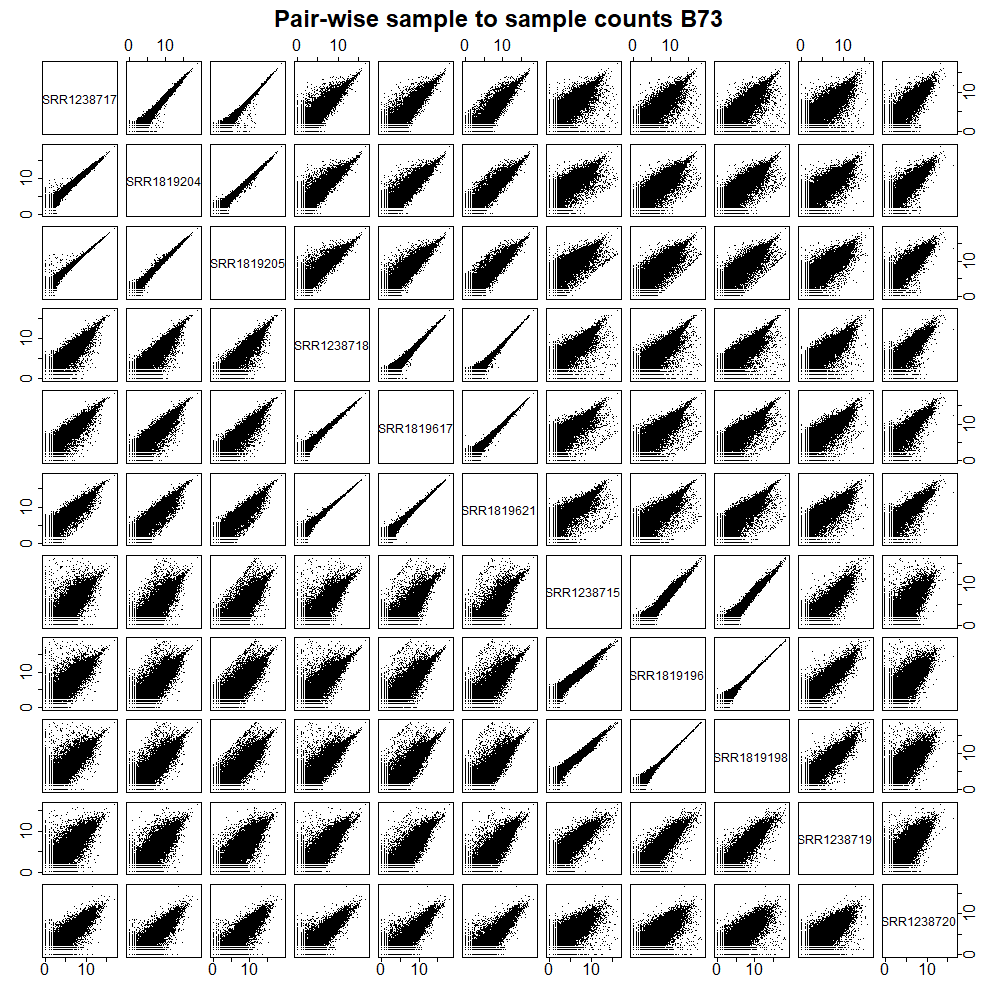 Pair-wise sample to sample counts B73
0 10 0 10 0 10 0 10 0 10
SRR1238717 10 0
10 0 SRR1819204
SRR1819205 10 0
10 0 SRR1238718
SRR1819617 10 0
10 0 SRR1819621
SRR1238715 10 0
10 0 SRR1819196
SRR1819198 10 0
10 0 SRR1238719
SRR1238720 10 0
0 10 0 10 0 10 0 10 0 10 0 10